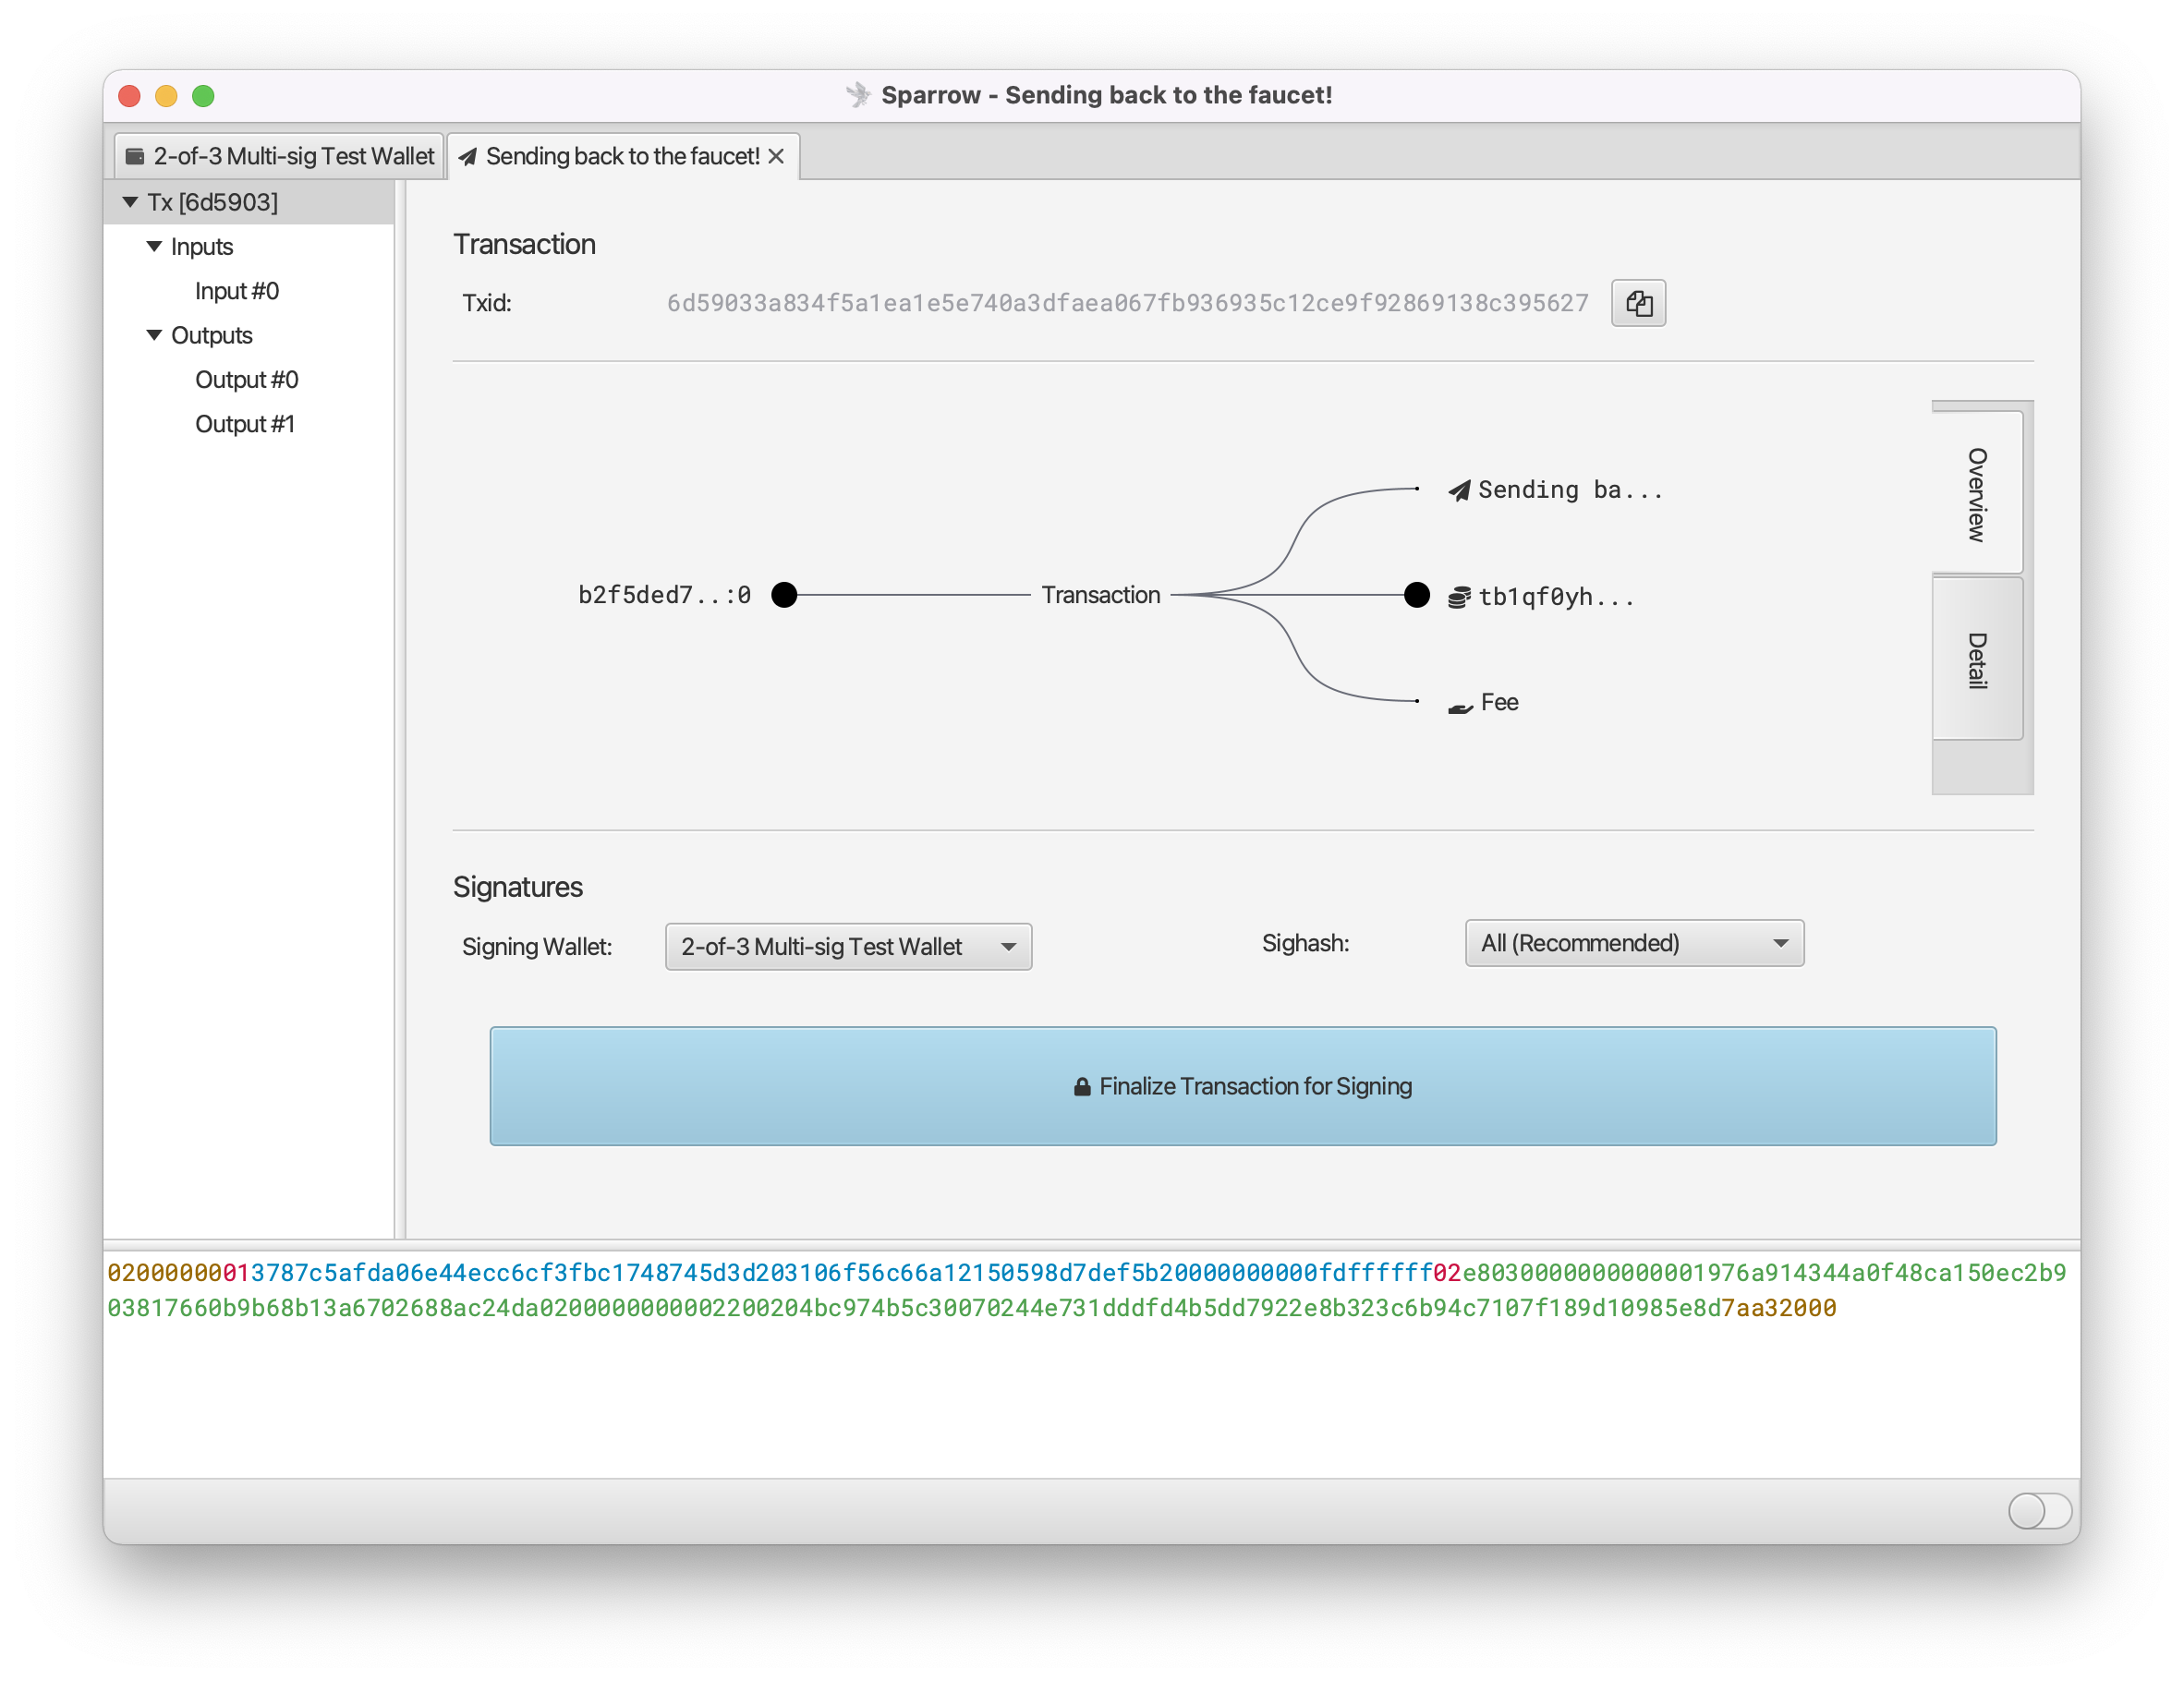 Sparrow - Sending back to the faucet!
2-of-3 Multi-sig Test Wallet
Sending back to the faucet!
Tx [6d5903]
Inputs
Input #0
Outputs
Output #0
Output #1
Transaction
Txid: 6d59033a834f5a1ea1e5e740a3dfaea067fb936935c12ce9f92869138c395627
Sending ba...
b2f5ded7..:0
Transaction
tb1qf0yh...
Fee
Overview
Detail
Signatures
Signing Wallet: 2-of-3 Multi-sig Test Wallet
Sighash: All (Recommended)
Finalize Transaction for Signing
02000000013787c5afda06e44ecc6cf3fbc1748745d3d203106f56c66a12150598d7def5b20000000000fdffffff02e8030000000000001976a914344a0f48ca150ec2b9
03817660b9b68b13a6702688ac24da0200000000002200204bc974b5c30070244e731dddfd4b5dd7922e8b323c6b94c7107f189d10985e8d7aa32000